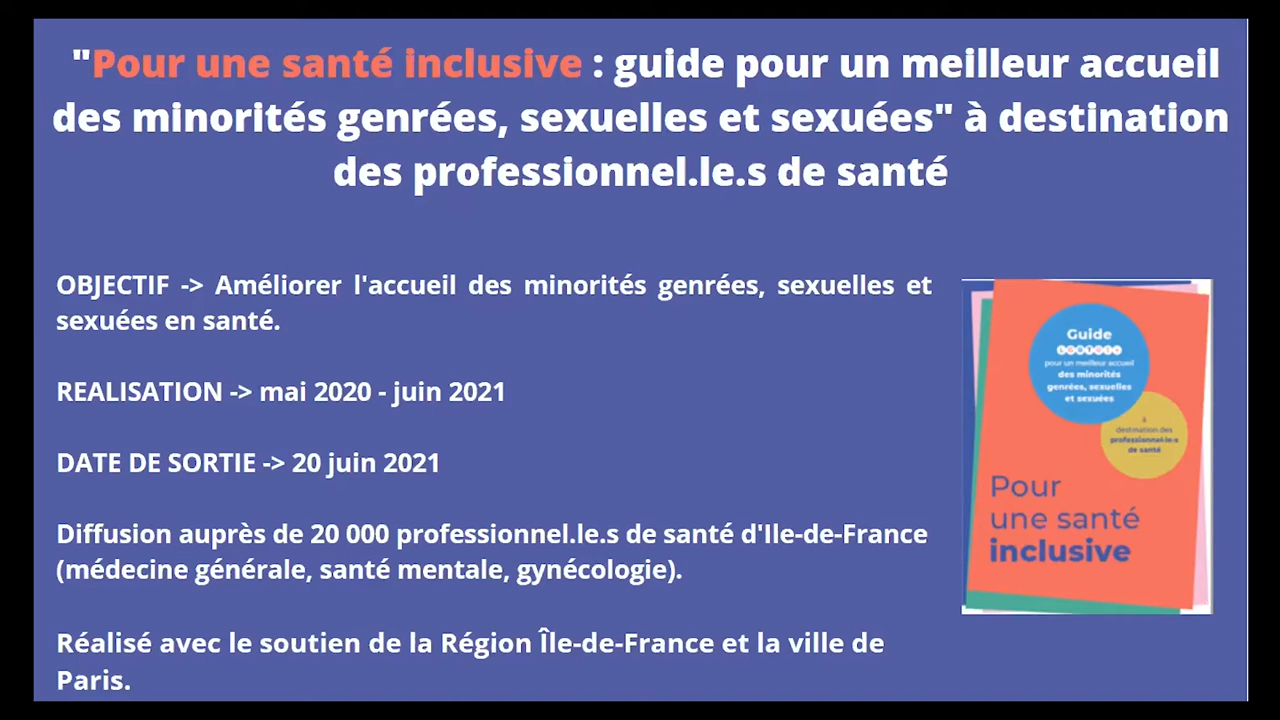 "Pour une santé inclusive : guide pour un meilleur accueil
des minorités genrées, sexuelles et sexuées" à destination
des professionnel.le.s de santé
OBJECTIF -> Améliorer l'accueil des minorités genrées, sexuelles et
sexuées en santé.
REALISATION -> mai 2020 - juin 2021
DATE DE SORTIE -> 20 juin 2021
Diffusion auprès de 20 000 professionnel.le.s de santé d'Ile-de-France
(médecine générale, santé mentale, gynécologie).
Réalisé avec le soutien de la Région Île-de-France et la ville de
Paris.
Guide
LGBTQI+
pour un meilleur accueil
des minorités
genrées, sexuelles
et sexuées
à
destination des
professionnel·le·s
de santé
Pour
une santé
inclusive